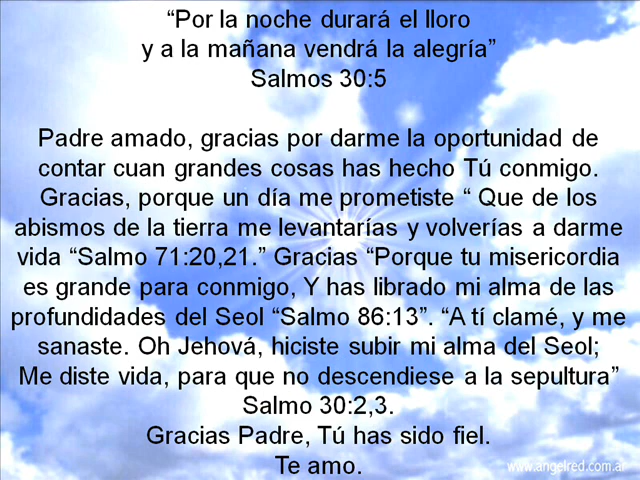 “Por la noche durará el lloro
y a la mañana vendrá la alegría”
Salmos 30:5
Padre amado, gracias por darme la oportunidad de
contar cuan grandes cosas has hecho Tú conmigo.
Gracias, porque un día me prometiste “ Que de los
abismos de la tierra me levantarías y volverías a darme
vida “Salmo 71:20,21.” Gracias “Porque tu misericordia
es grande para conmigo, Y has librado mi alma de las
profundidades del Seol “Salmo 86:13”. “A tí clamé, y me
sanaste. Oh Jehová, hiciste subir mi alma del Seol;
Me diste vida, para que no descendiese a la sepultura”
Salmo 30:2,3.
Gracias Padre, Tú has sido fiel.
Te amo.
www.angelred.com.ar